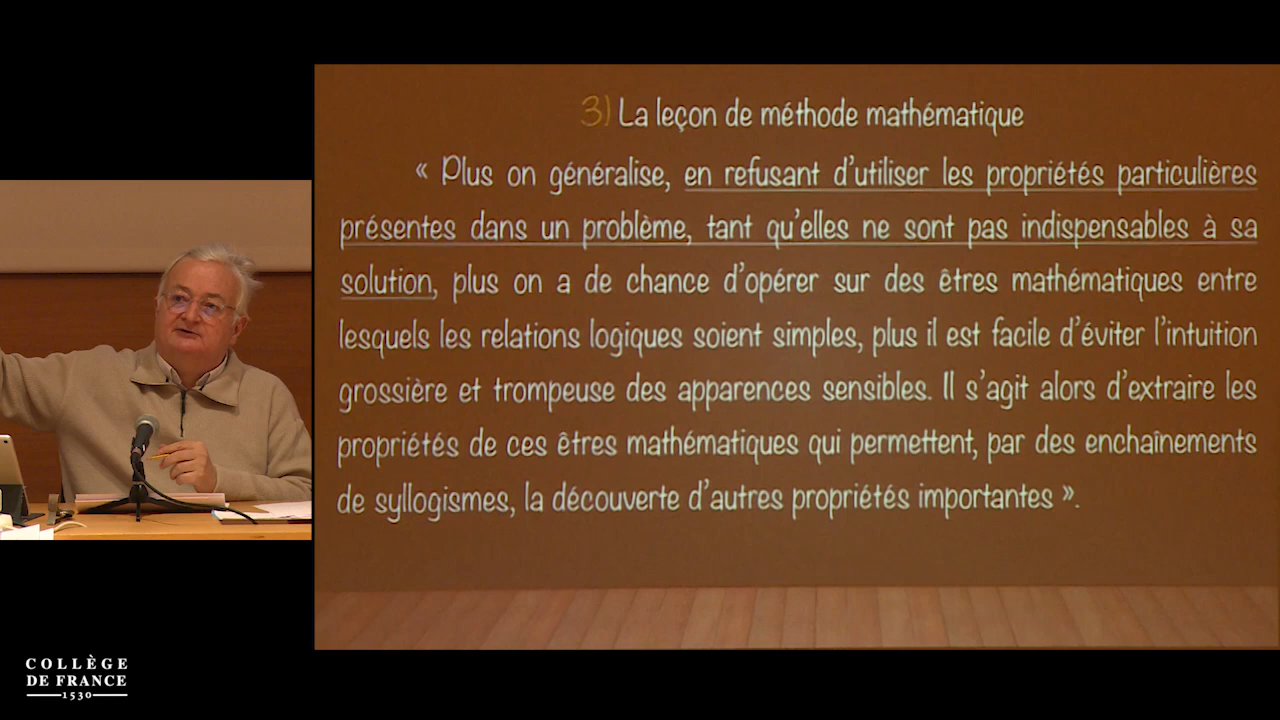 3) La leçon de méthode mathématique
« Plus on généralise, en refusant d'utiliser les propriétés particulières
présentes dans un problème, tant qu'elles ne sont pas indispensables à sa
solution, plus on a de chance d'opérer sur des êtres mathématiques entre
lesquels les relations logiques soient simples, plus il est facile d'éviter l'intuition
grossière et trompeuse des apparences sensibles. Il s'agit alors d'extraire les
propriétés de ces êtres mathématiques qui permettent, par des enchaînements
de syllogismes, la découverte d'autres propriétés importantes ».
COLLÈGE
DE FRANCE
1530